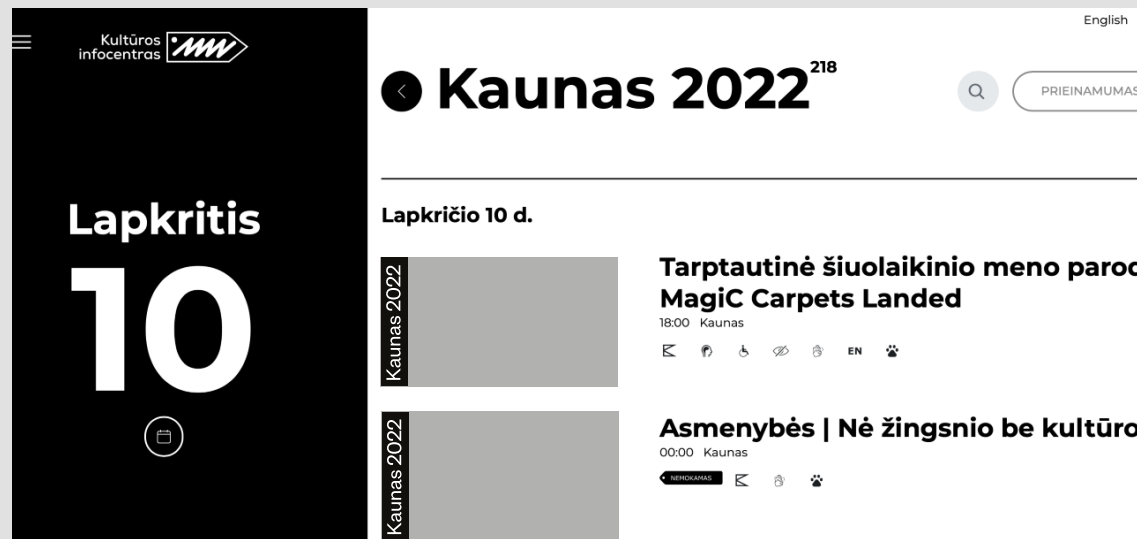 English
Kultūros
infocentras
Kaunas 2022 218
PRIEINAMUMAS
Lapkritis
10
Lapkričio 10 d.
Kaunas 2022
Tarptautinė šiuolaikinio meno parod
MagiC Carpets Landed
18:00 Kaunas
EN
Kaunas 2022
Asmenybės | Nė žingsnio be kultūro
00:00 Kaunas
NEMOKAMAS